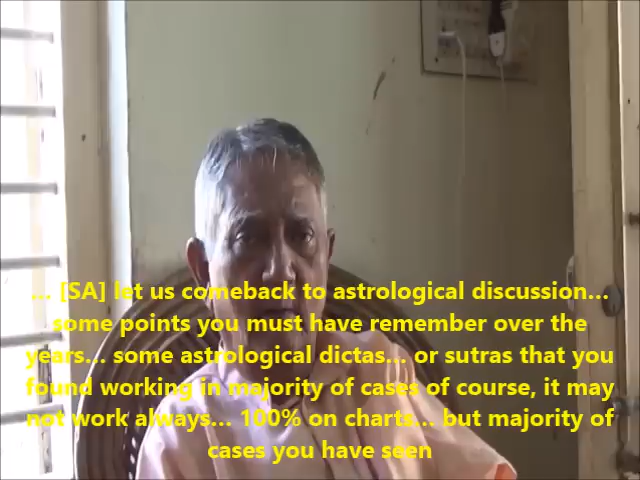 ... [SA] let us comeback to astrological discussion...
some points you must have remember over the
years... some astrological dictas... or sutras that you
found working in majority of cases of course, it may
not work always... 100% on charts... but majority of
cases you have seen